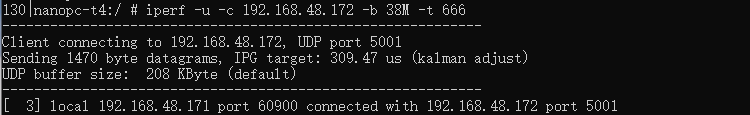 130|nanopc-t4:/ # iperf -u -c 192.168.48.172 -b 38M -t 666
------------------------------------------------------------
Client connecting to 192.168.48.172, UDP port 5001
Sending 1470 byte datagrams, IPG target: 309.47 us (kalman adjust)
UDP buffer size:  208 KByte (default)
------------------------------------------------------------
[  3] local 192.168.48.171 port 60900 connected with 192.168.48.172 port 5001